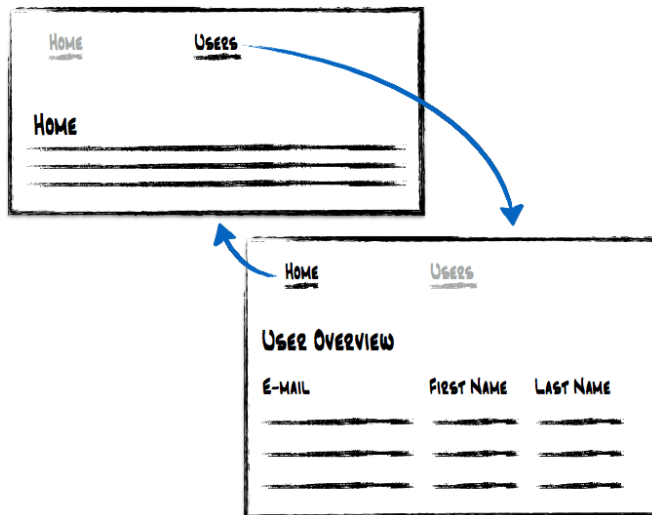 Home Users
Home
Home Users
User Overview
E-mail First Name Last Name